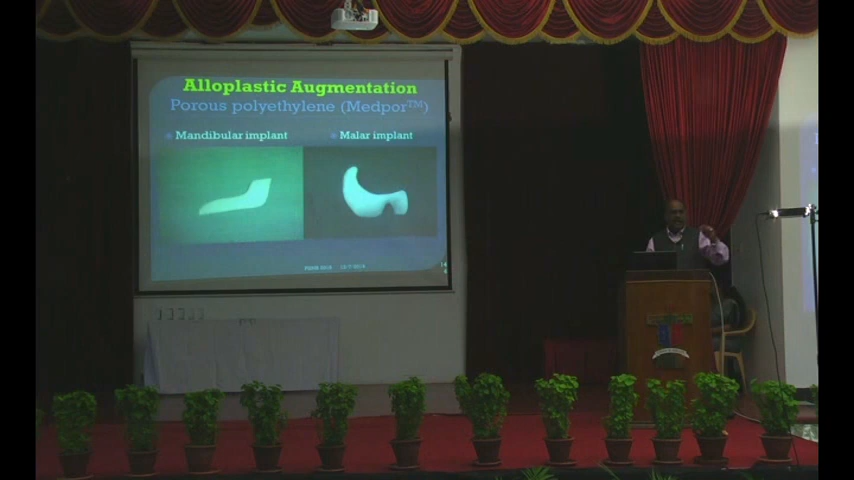 Alloplastic Augmentation
Porous polyethylene (Medpor™)
Mandibular implant
Malar implant